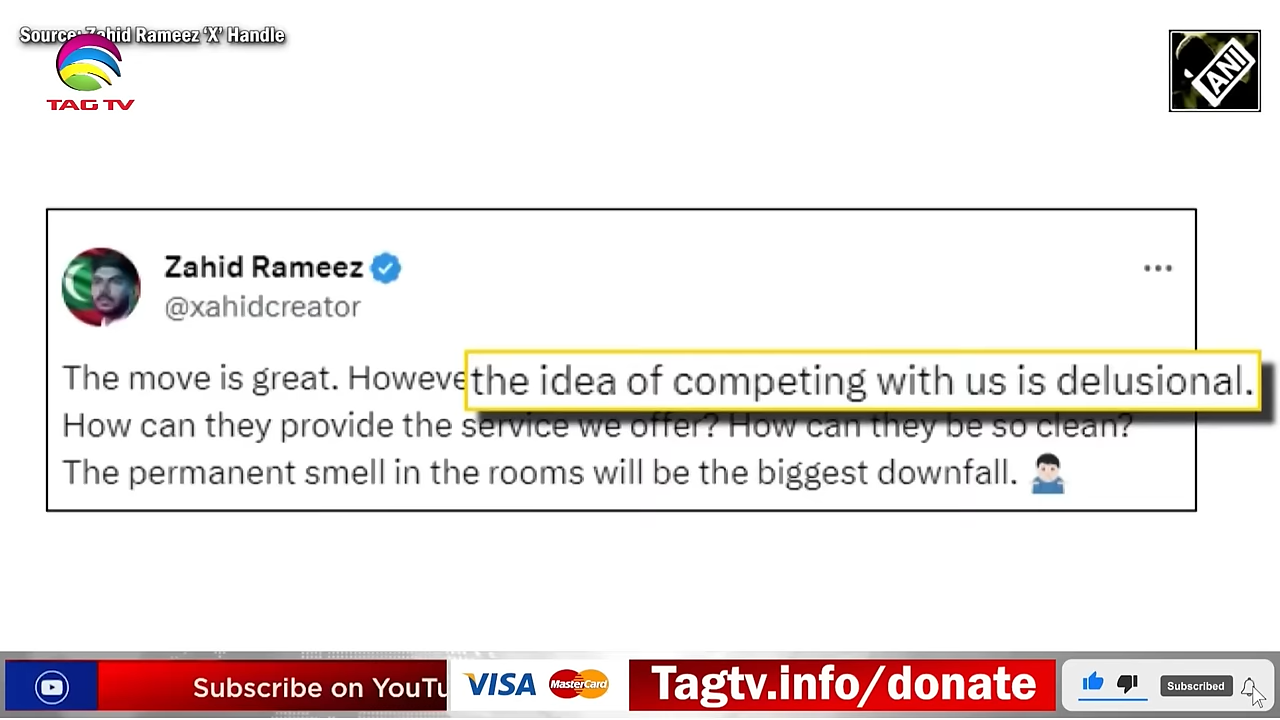 Source: Zahid Rameez 'X' Handle
TAG TV
ANI
Zahid Rameez
@xahidcreator
The move is great. Howeve the idea of competing with us is delusional.
How can they provide the service we offer? How can they be so clean?
The permanent smell in the rooms will be the biggest downfall.
Subscribe on YouTu
VISA
MasterCard
Tagtv.info/donate
Subscribed